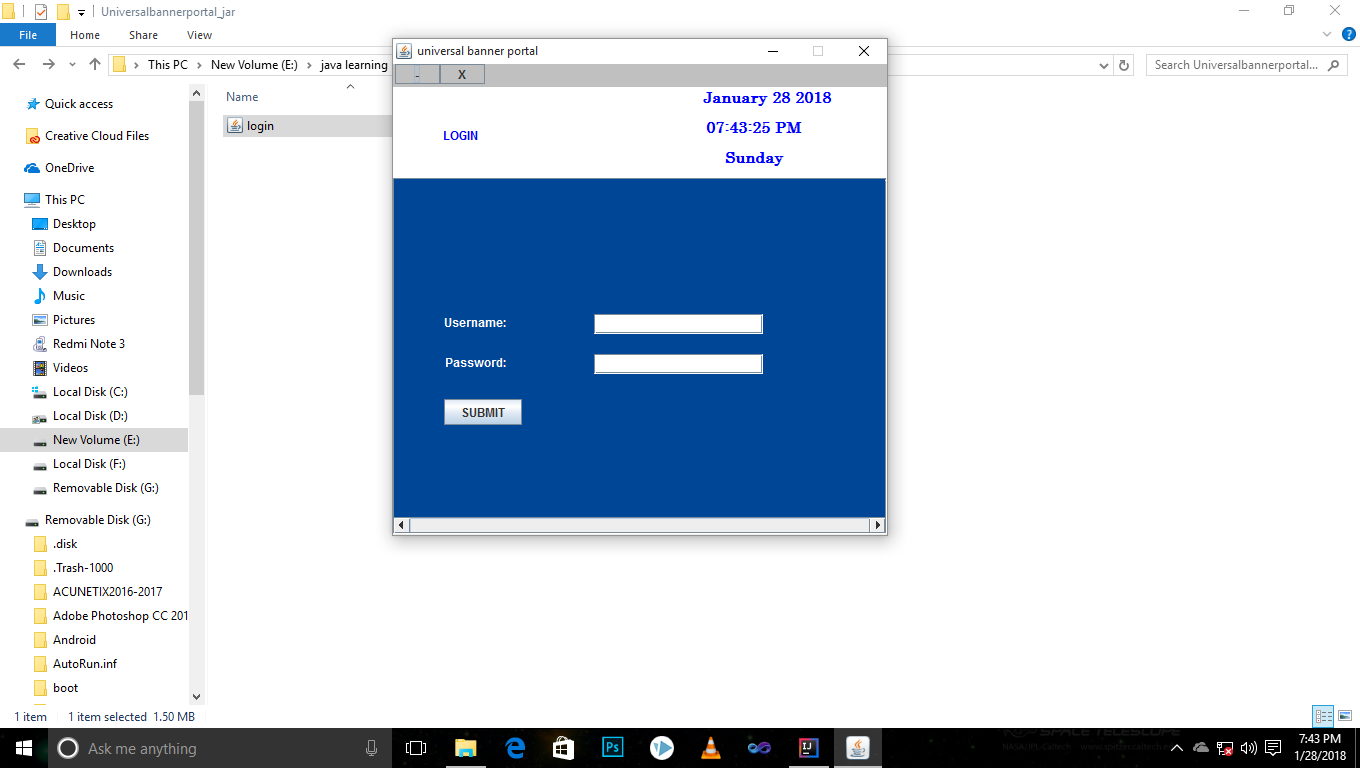 Universalbannerportal_jar
File Home Share View
This PC New Volume (E:) java learning
Search Universalbannerportal...
Quick access
Creative Cloud Files
OneDrive
This PC
Desktop
Documents
Downloads
Music
Pictures
Redmi Note 3
Videos
Local Disk (C:)
Local Disk (D:)
New Volume (E:)
Local Disk (F:)
Removable Disk (G:)
Removable Disk (G:)
.disk
.Trash-1000
ACUNETIX2016-2017
Adobe Photoshop CC 201
Android
AutoRun.inf
boot
Name
login
universal banner portal
- X
LOGIN
January 28 2018
07:43:25 PM
Sunday
Username:
Password:
SUBMIT
1 item 1 item selected 1.50 MB
Ask me anything
Ps
IJ
SPACE TELESCOPE
7:43 PM
1/28/2018